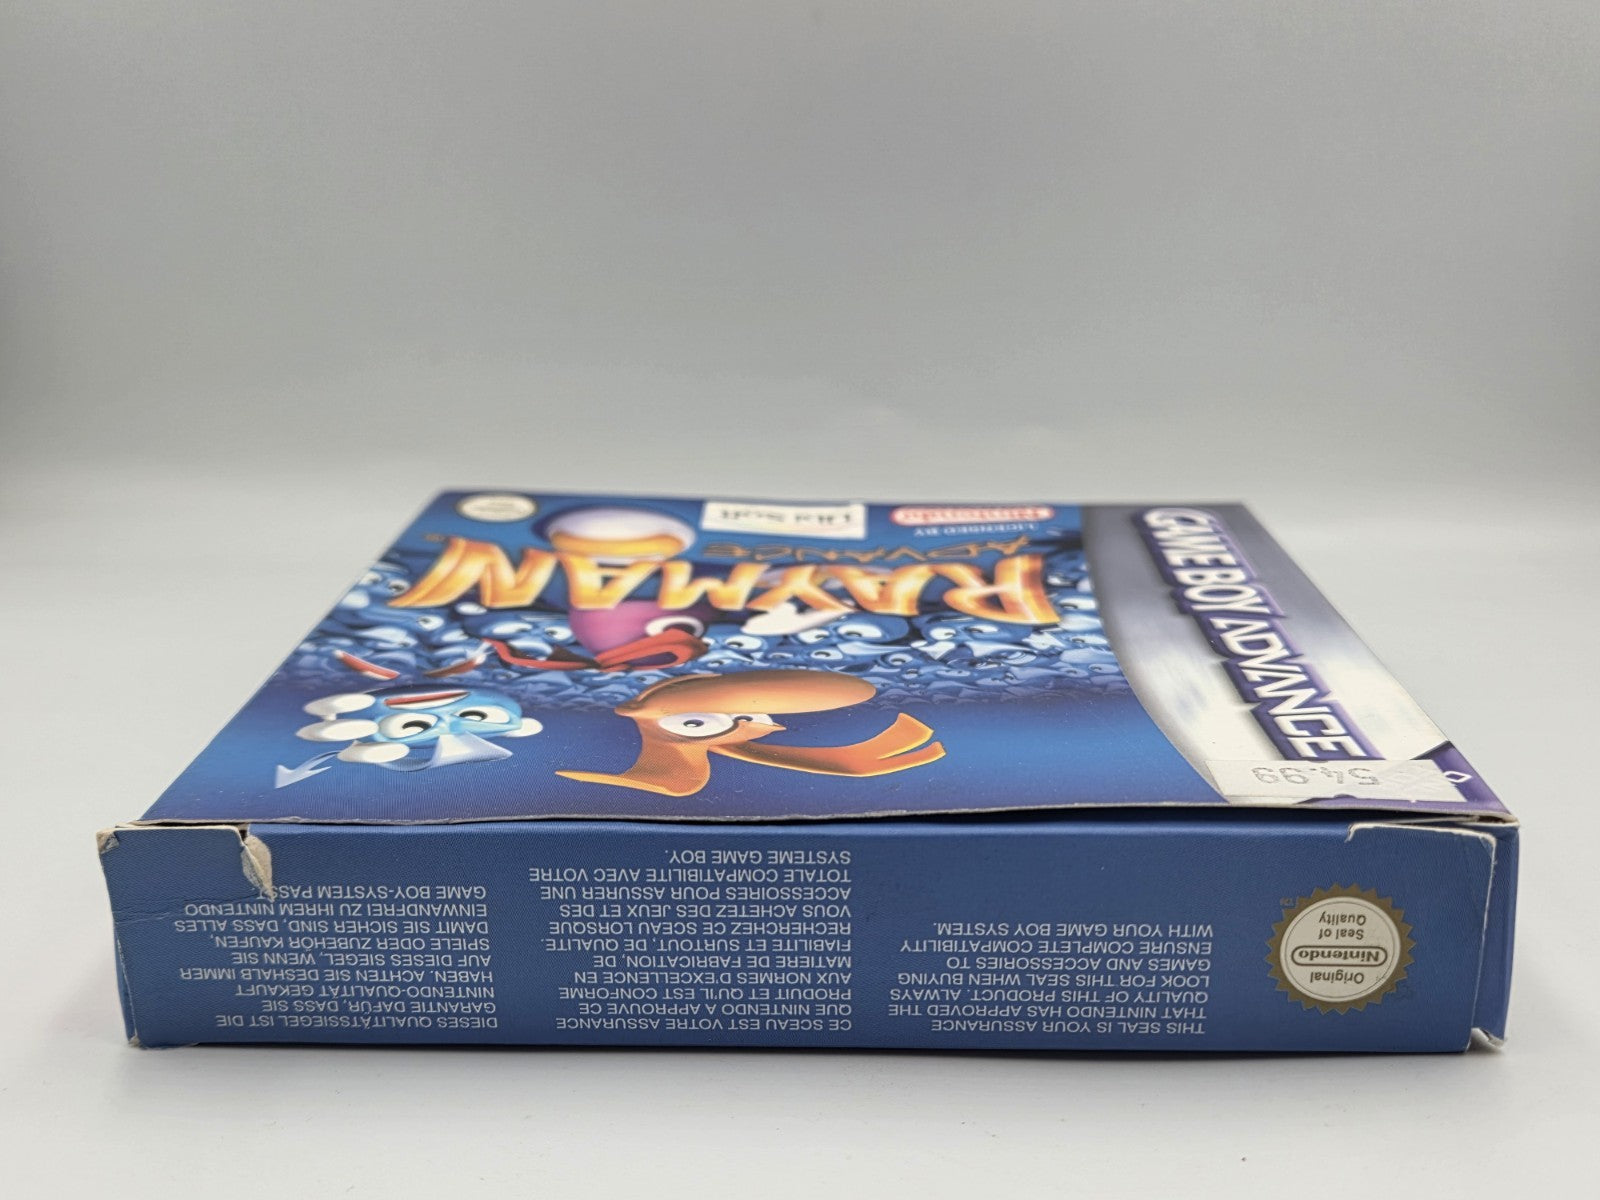 THIS SEAL IS YOUR ASSURANCE
THAT NINTENDO HAS APPROVED THE
QUALITY OF THIS PRODUCT. ALWAYS
LOOK FOR THIS SEAL WHEN BUYING
GAMES AND ACCESSORIES TO
ENSURE COMPLETE COMPATIBILITY
WITH YOUR GAME BOY SYSTEM.
CE SCEAU EST VOTRE ASSURANCE
QUE NINTENDO A APPROUVE CE
PRODUIT ET QU'IL EST CONFORME
AUX NORMES D'EXCELLENCE EN
MATIERE DE FABRICATION, DE
FIABILITE ET SURTOUT, DE QUALITE.
RECHERCHEZ CE SCEAU LORSQUE
VOUS ACHETEZ DES JEUX ET DES
ACCESSOIRES POUR ASSURER UNE
TOTALE COMPATIBILITE AVEC VOTRE
SYSTEME GAME BOY.
DIESES QUALITÄTSSIEGEL IST DIE
GARANTIE DAFÜR, DASS SIE
NINTENDO-QUALITÄT GEKAUFT
HABEN. ACHTEN SIE DESHALB IMMER
AUF DIESES SIEGEL, WENN SIE
SPIELE ODER ZUBEHÖR KAUFEN,
DAMIT SIE SICHER SIND, DASS ALLES
EINWANDFREI ZU IHREM NINTENDO
GAME BOY-SYSTEM PASST
Original
Nintendo
Seal of
Quality
TM
54.99
GAME BOY ADVANCE
RAYMAN
ADVANCE
TM
LICENSED BY
Nintendo
Ubi Soft